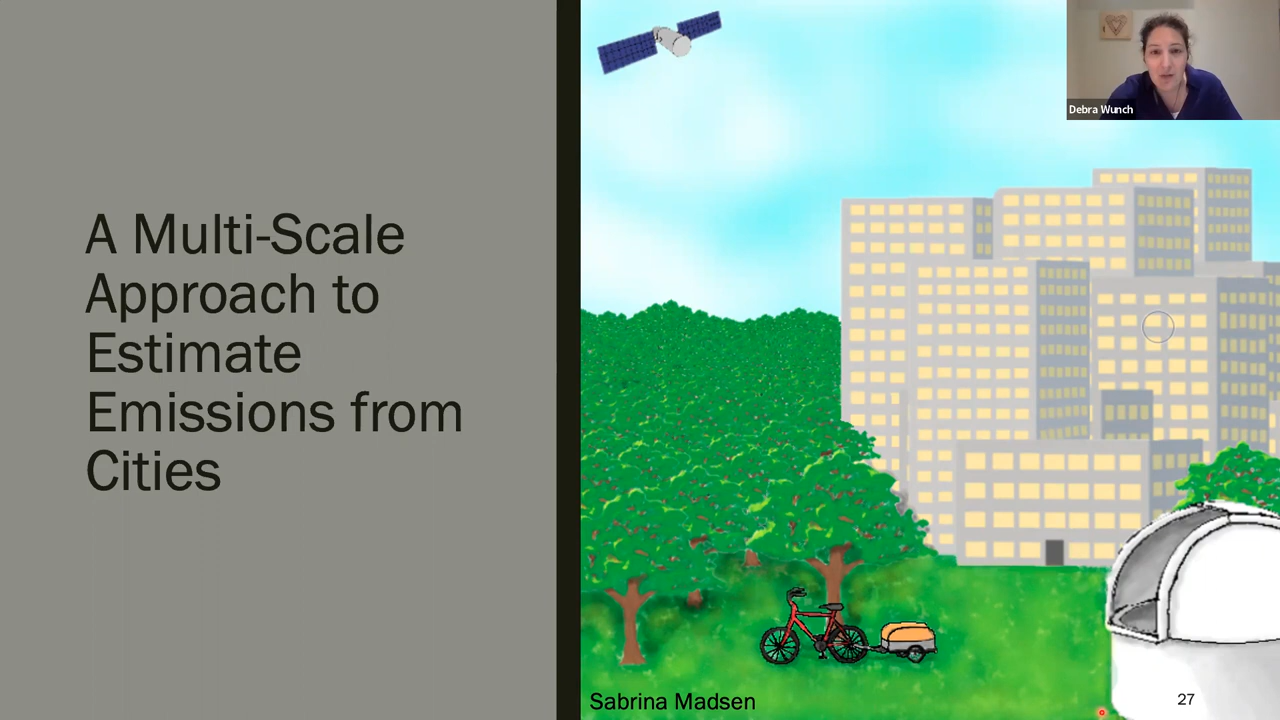 A Multi-Scale
Approach to
Estimate
Emissions from
Cities
Debra Wunch
Sabrina Madsen
27